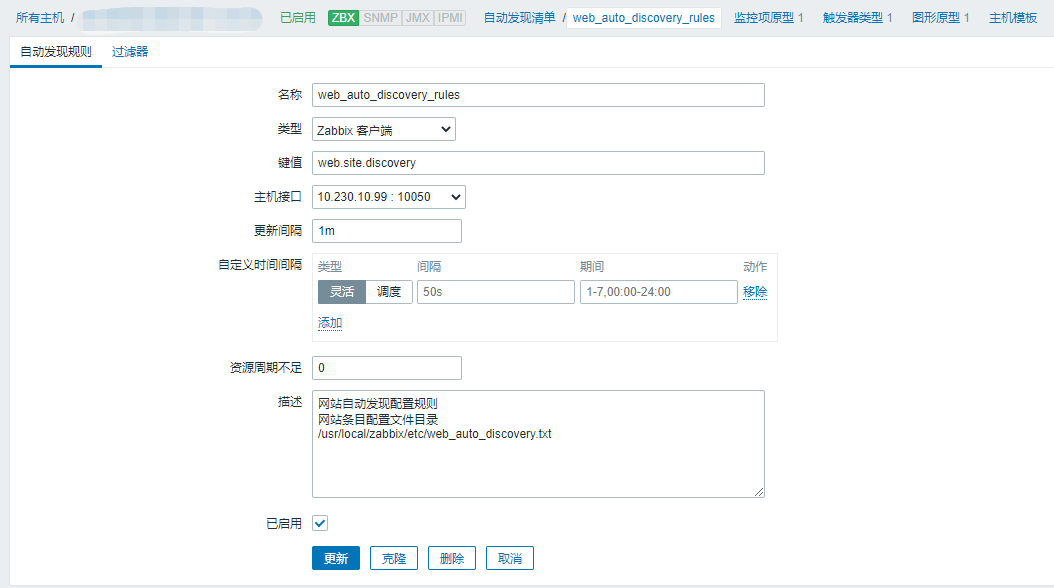 所有主机 / 已启用 ZBX SNMP JMX IPMI 自动发现清单 / web_auto_discovery_rules 监控项原型 1 触发器类型 1 图形原型 1 主机模板
自动发现规则 过滤器
名称 web_auto_discovery_rules
类型 Zabbix 客户端
键值 web.site.discovery
主机接口 10.230.10.99 : 10050
更新间隔 1m
自定义时间间隔 类型 间隔 期间 动作
灵活 调度 50s 1-7,00:00-24:00 移除
添加
资源周期不足 0
描述 网站自动发现配置规则
网站条目配置文件目录
/usr/local/zabbix/etc/web_auto_discovery.txt
已启用
更新 克隆 删除 取消